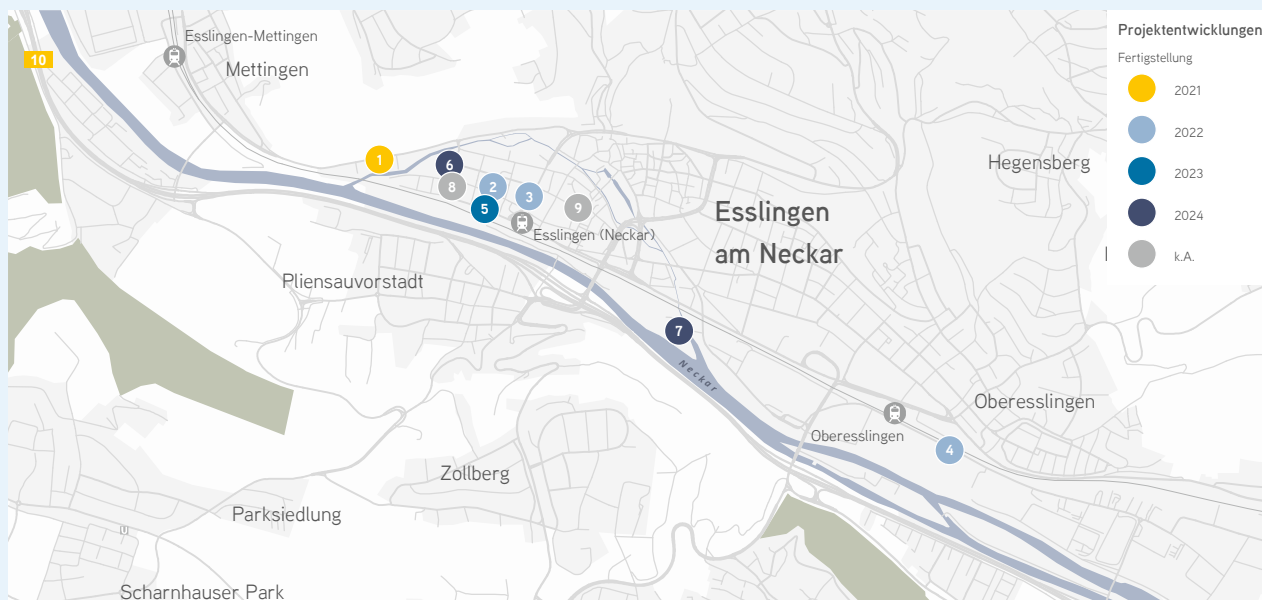 Projektentwicklungen
Fertigstellung
2021
2022
2023
2024
k.A.
Esslingen-Mettingen
10
Mettingen
1
6
8
2
3
5
9
Esslingen (Neckar)
Hegensberg
Esslingen
am Neckar
Pliensauvorstadt
7
Neckar
Oberesslingen
Oberesslingen
4
Zollberg
Parksiedlung
U
Scharnhauser Park